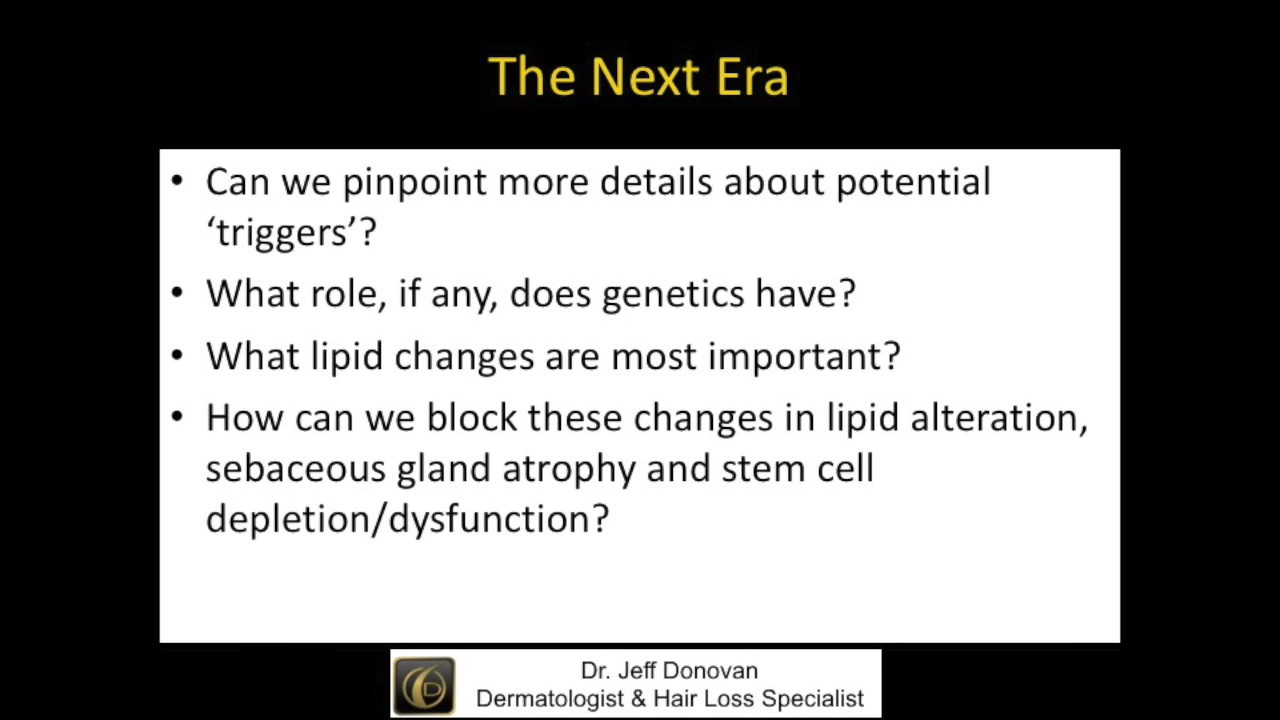 The Next Era
• Can we pinpoint more details about potential
‘triggers’?
• What role, if any, does genetics have?
• What lipid changes are most important?
• How can we block these changes in lipid alteration,
sebaceous gland atrophy and stem cell
depletion/dysfunction?
Dr. Jeff Donovan
Dermatologist & Hair Loss Specialist